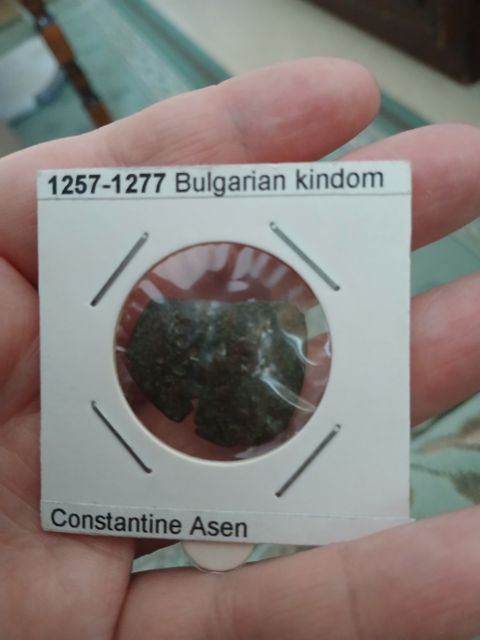 1257-1277 Bulgarian kindom
Constantine Asen